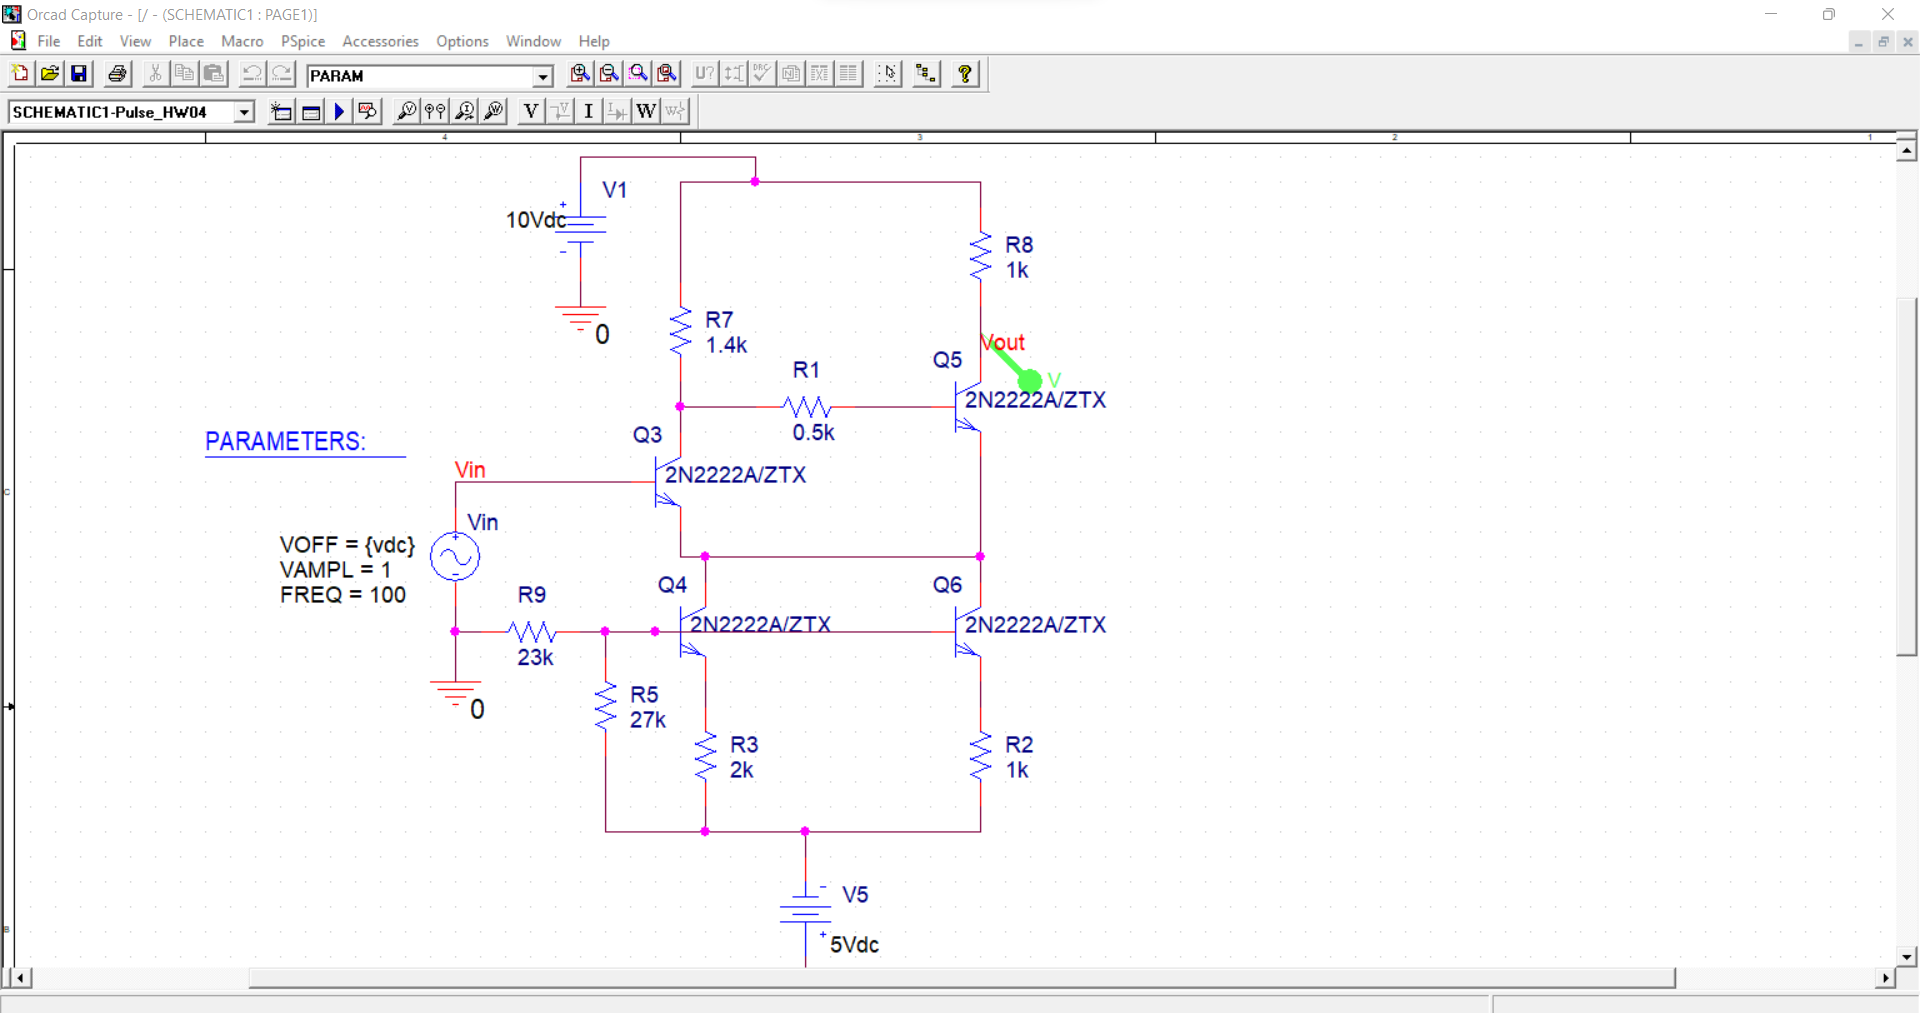 Orcad Capture - [/ - (SCHEMATIC1 : PAGE1)]
File Edit View Place Macro PSpice Accessories Options Window Help
PARAM
U?
DRC
SCHEMATIC1-Pulse_HW04
V I W
4 3 2 1
V1
10Vdc
+
-
0
R8
1k
R7
1.4k
Vout
V
Q5
2N2222A/ZTX
R1
0.5k
PARAMETERS:
Q3
2N2222A/ZTX
Vin
C
Vin
VOFF = {vdc}
VAMPL = 1
FREQ = 100
+
-
R9
23k
Q4
2N2222A/ZTX
Q6
2N2222A/ZTX
0
R5
27k
R3
2k
R2
1k
-
V5
+
5Vdc
B